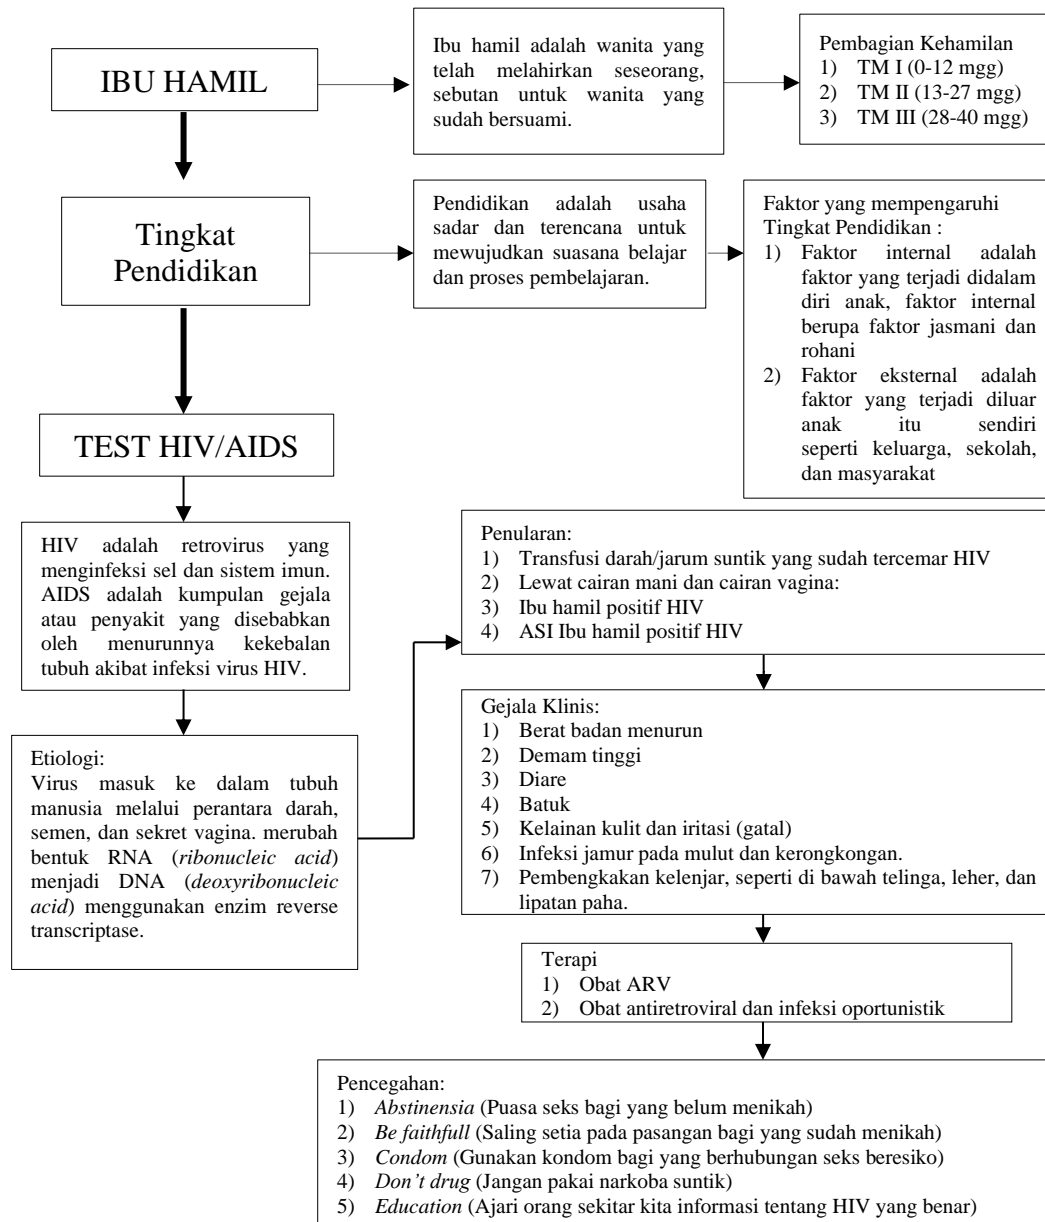 IBU HAMIL
Ibu hamil adalah wanita yang
telah melahirkan seseorang,
sebutan untuk wanita yang
sudah bersuami.
Pembagian Kehamilan
1) TM I (0-12 mgg)
2) TM II (13-27 mgg)
3) TM III (28-40 mgg)
Tingkat
Pendidikan
Pendidikan adalah usaha
sadar dan terencana untuk
mewujudkan suasana belajar
dan proses pembelajaran.
Faktor yang mempengaruhi
Tingkat Pendidikan :
1) Faktor internal adalah
faktor yang terjadi didalam
diri anak, faktor internal
berupa faktor jasmani dan
rohani
2) Faktor eksternal adalah
faktor yang terjadi diluar
anak itu sendiri
seperti keluarga, sekolah,
dan masyarakat
TEST HIV/AIDS
HIV adalah retrovirus yang
menginfeksi sel dan sistem imun.
AIDS adalah kumpulan gejala
atau penyakit yang disebabkan
oleh menurunnya kekebalan
tubuh akibat infeksi virus HIV.
Etiologi:
Virus masuk ke dalam tubuh
manusia melalui perantara darah,
semen, dan sekret vagina. merubah
bentuk RNA (ribonucleic acid)
menjadi DNA (deoxyribonucleic
acid) menggunakan enzim reverse
transcriptase.
Penularan:
1) Transfusi darah/jarum suntik yang sudah tercemar HIV
2) Lewat cairan mani dan cairan vagina:
3) Ibu hamil positif HIV
4) ASI Ibu hamil positif HIV
Gejala Klinis:
1) Berat badan menurun
2) Demam tinggi
3) Diare
4) Batuk
5) Kelainan kulit dan iritasi (gatal)
6) Infeksi jamur pada mulut dan kerongkongan.
7) Pembengkakan kelenjar, seperti di bawah telinga, leher, dan
lipatan paha.
Terapi
1) Obat ARV
2) Obat antiretroviral dan infeksi oportunistik
Pencegahan:
1) Abstinensia (Puasa seks bagi yang belum menikah)
2) Be faithfull (Saling setia pada pasangan bagi yang sudah menikah)
3) Condom (Gunakan kondom bagi yang berhubungan seks beresiko)
4) Don't drug (Jangan pakai narkoba suntik)
5) Education (Ajari orang sekitar kita informasi tentang HIV yang benar)